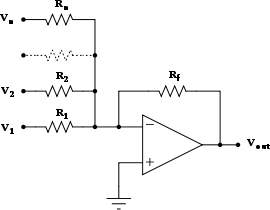 Vn Rn
V2 R2
V1 R1
Rf
−
+
Vout